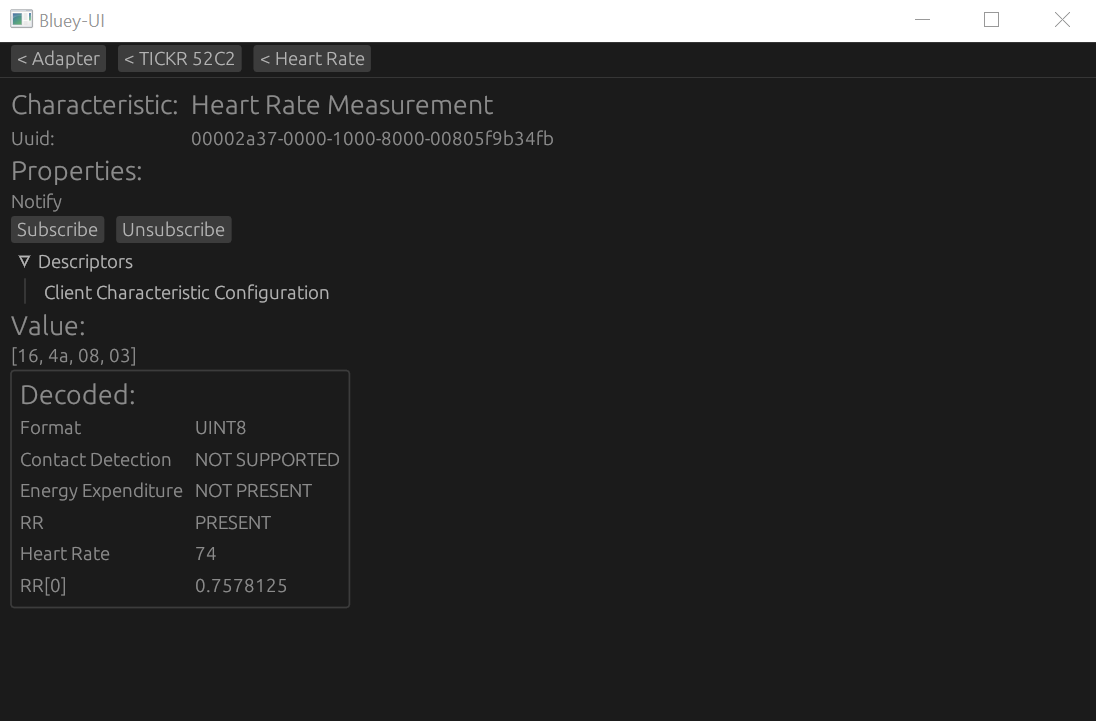 Bluey-UI
< Adapter < TICKR 52C2 < Heart Rate
Characteristic: Heart Rate Measurement
Uuid: 00002a37-0000-1000-8000-00805f9b34fb
Properties:
Notify
Subscribe Unsubscribe
Descriptors
Client Characteristic Configuration
Value:
[16, 4a, 08, 03]
Decoded:
Format UINT8
Contact Detection NOT SUPPORTED
Energy Expenditure NOT PRESENT
RR PRESENT
Heart Rate 74
RR[0] 0.7578125